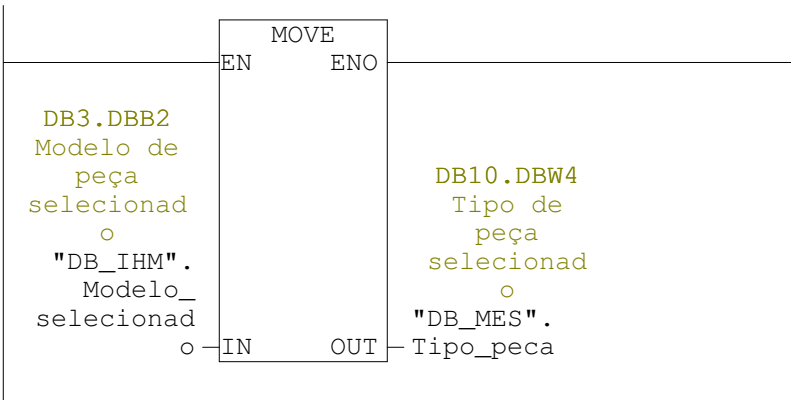 MOVE
EN ENO
DB3.DBB2
Modelo de
peça
selecionad
o
"DB_IHM".
Modelo_
selecionad
o IN
DB10.DBW4
Tipo de
peça
selecionad
o
"DB_MES".
OUT Tipo_peca